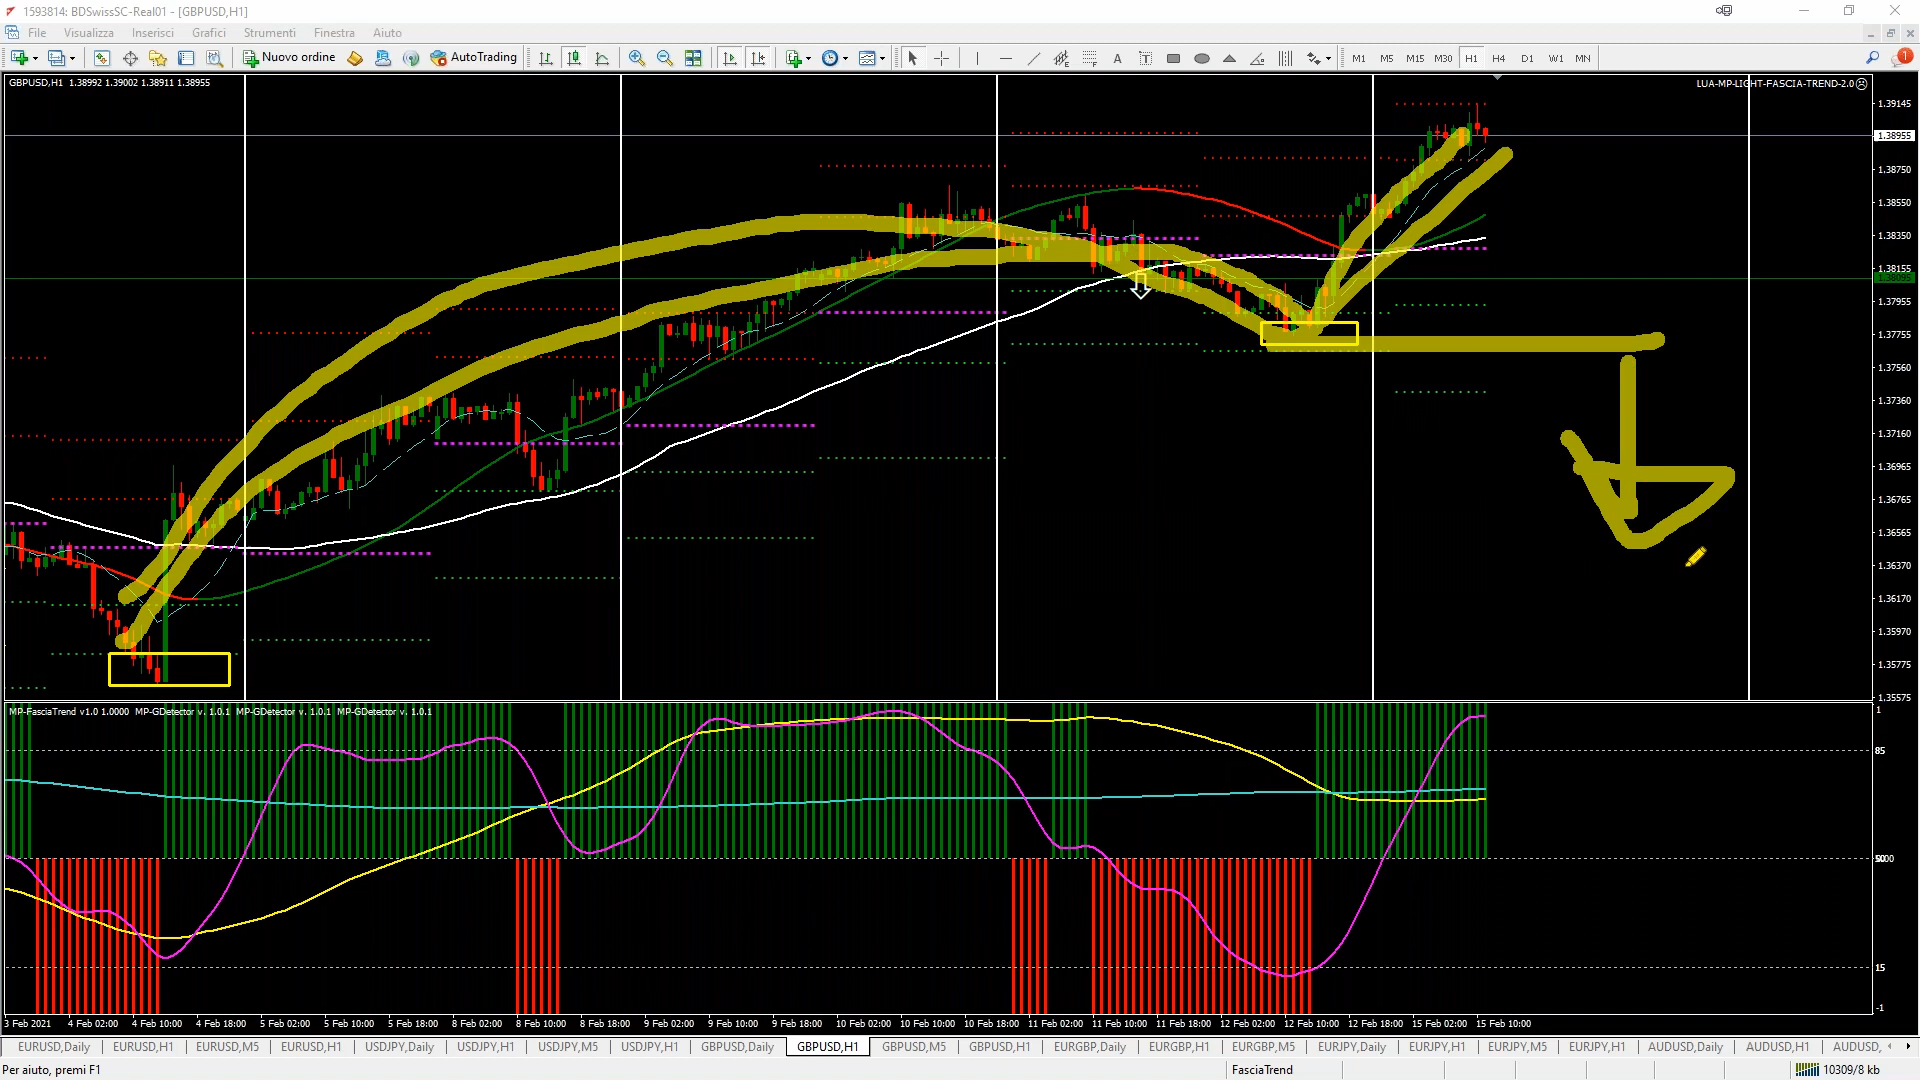 1593814: BDSwissSC-Real01 - [GBPUSD,H1]
File Visualizza Inserisci Grafici Strumenti Finestra Aiuto
Nuovo ordine AutoTrading A T M1 M5 M15 M30 H1 H4 D1 W1 MN 1
GBPUSD,H1 1.38992 1.39002 1.38911 1.38955
LUA-MP-LIGHT-FASCIA-TREND-2.0
1.39145
1.38955
1.38750
1.38550
1.38350
1.38155
1.37955
1.37755
1.37560
1.37360
1.37160
1.36965
1.36765
1.36565
1.36370
1.36170
1.35970
1.35775
1.35575
MP-FasciaTrend v1.0 1.0000 MP-GDetector v. 1.0.1 MP-GDetector v. 1.0.1 MP-GDetector v. 1.0.1
1
85
15
-1
3 Feb 2021 4 Feb 02:00 4 Feb 10:00 4 Feb 18:00 5 Feb 02:00 5 Feb 10:00 5 Feb 18:00 8 Feb 02:00 8 Feb 10:00 8 Feb 18:00 9 Feb 02:00 9 Feb 10:00 9 Feb 18:00 10 Feb 02:00 10 Feb 10:00 10 Feb 18:00 11 Feb 02:00 11 Feb 10:00 11 Feb 18:00 12 Feb 02:00 12 Feb 10:00 12 Feb 18:00 15 Feb 02:00 15 Feb 10:00
EURUSD,Daily EURUSD,H1 EURUSD,M5 EURUSD,H1 USDJPY,Daily USDJPY,H1 USDJPY,M5 USDJPY,H1 GBPUSD,Daily GBPUSD,H1 GBPUSD,M5 GBPUSD,H1 EURGBP,Daily EURGBP,H1 EURGBP,M5 EURJPY,Daily EURJPY,H1 EURJPY,M5 EURJPY,H1 AUDUSD,Daily AUDUSD,H1 AUDUSD,
Per aiuto, premi F1 FasciaTrend 10309/8 kb